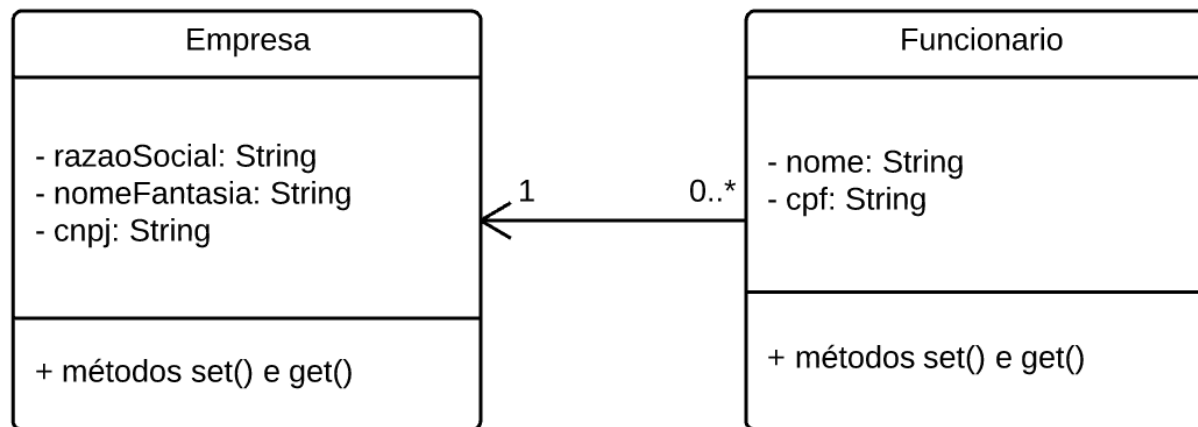 Empresa
- razaoSocial: String
- nomeFantasia: String
- cnpj: String
+ métodos set() e get()
1
0..*
Funcionario
- nome: String
- cpf: String
+ métodos set() e get()